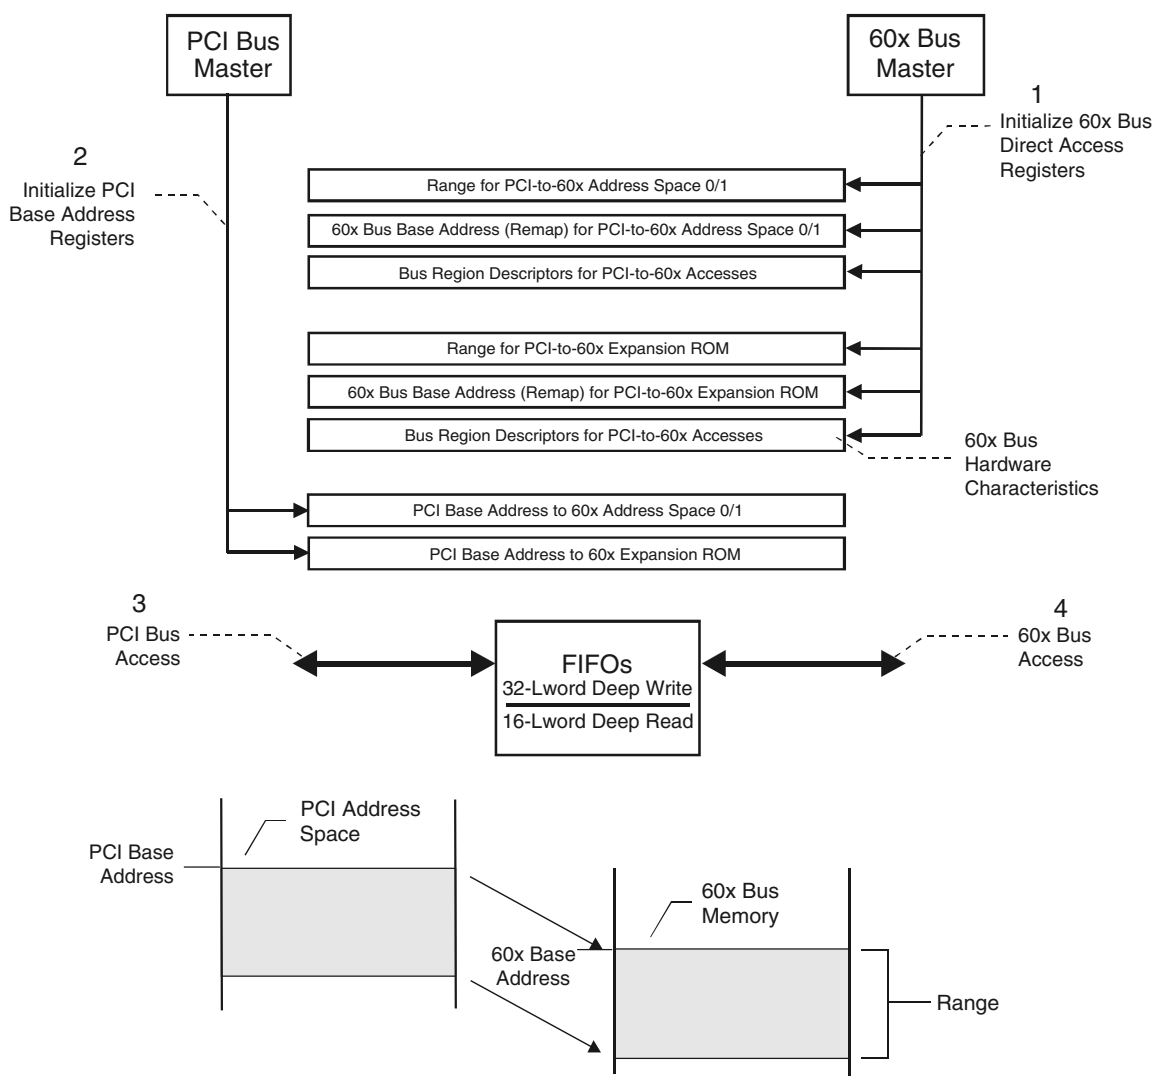 PCI Bus
Master
60x Bus
Master
1
Initialize 60x Bus
Direct Access
Registers
2
Initialize PCI
Base Address
Registers
Range for PCI-to-60x Address Space 0/1
60x Bus Base Address (Remap) for PCI-to-60x Address Space 0/1
Bus Region Descriptors for PCI-to-60x Accesses
Range for PCI-to-60x Expansion ROM
60x Bus Base Address (Remap) for PCI-to-60x Expansion ROM
Bus Region Descriptors for PCI-to-60x Accesses
60x Bus
Hardware
Characteristics
PCI Base Address to 60x Address Space 0/1
PCI Base Address to 60x Expansion ROM
3
PCI Bus
Access
FIFOs
32-Lword Deep Write
16-Lword Deep Read
4
60x Bus
Access
PCI Address
Space
PCI Base
Address
60x Bus
Memory
60x Base
Address
Range